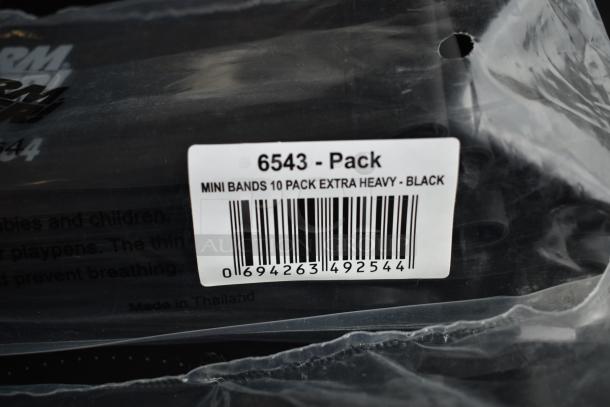 6543 - Pack
MINI BANDS 10 PACK EXTRA HEAVY - BLACK
0 694263 492544
and children.
playpens. The thin
prevent breathing.
Made in Thailand